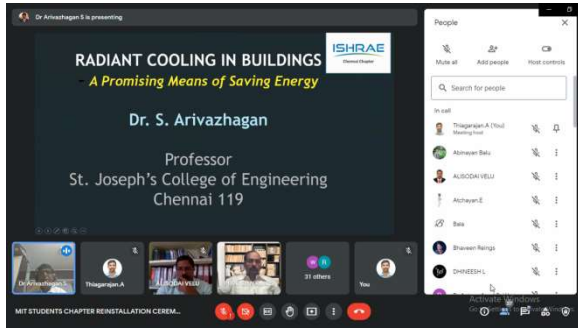 Dr Arivazhagan S is presenting
ISHRAE
Chennai Chapter
RADIANT COOLING IN BUILDINGS
- A Promising Means of Saving Energy
Dr. S. Arivazhagan
Professor
St. Joseph's College of Engineering
Chennai 119
Dr Arivazhagan S
Thiagarajan.A
ALISODAI VELU
31 others
You
MIT STUDENTS CHAPTER REINSTALLATION CEREM...
People
Mute all
Add people
Host controls
Search for people
In call
Thiagarajan.A (You)
Meeting host
Abinayan Balu
ALISODAI VELU
Atchayan.E
Bala
Bhaveen Reings
DHINEESH L
Activate Windows